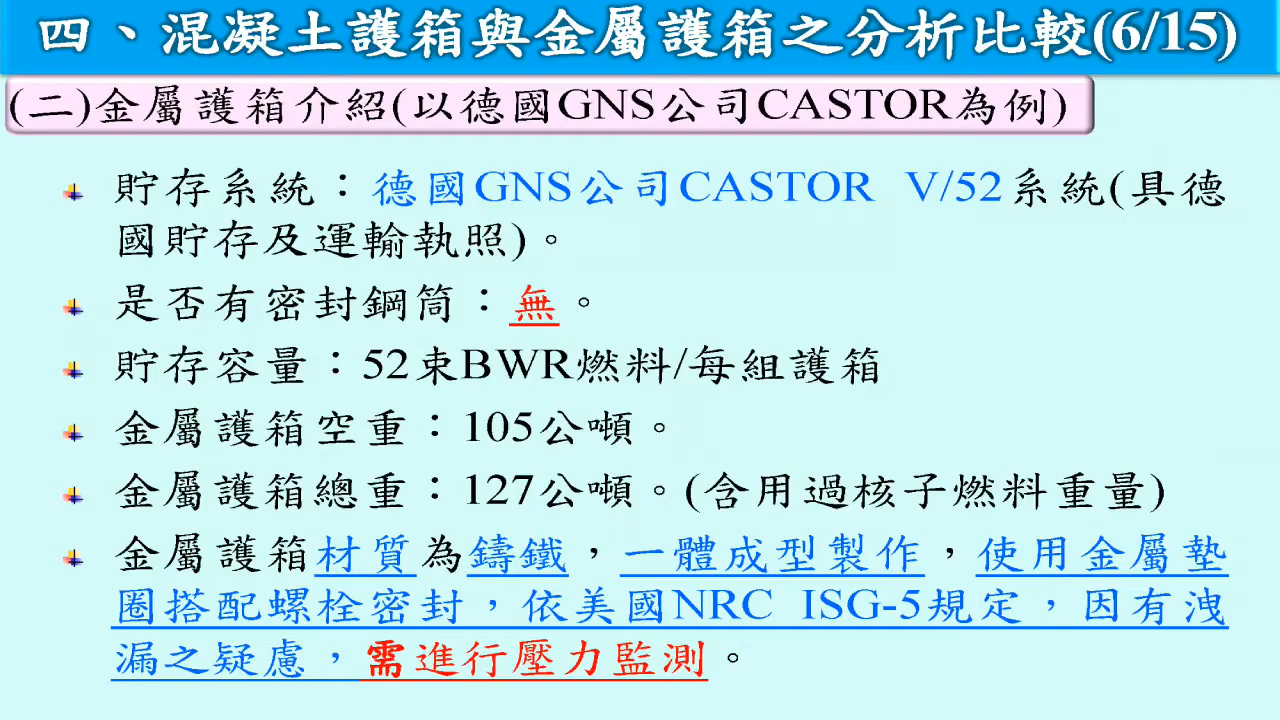 四、混凝土護箱與金屬護箱之分析比較(6/15)
(二)金屬護箱介紹(以德國GNS公司CASTOR為例)
貯存系統：德國GNS公司CASTOR V/52系統(具德
國貯存及運輸執照)。
是否有密封鋼筒：無。
貯存容量：52束BWR燃料/每組護箱
金屬護箱空重：105公噸。
金屬護箱總重：127公噸。(含用過核子燃料重量)
金屬護箱材質為鑄鐵，一體成型製作，使用金屬墊
圈搭配螺栓密封，依美國NRC ISG-5規定，因有洩
漏之疑慮，需進行壓力監測。